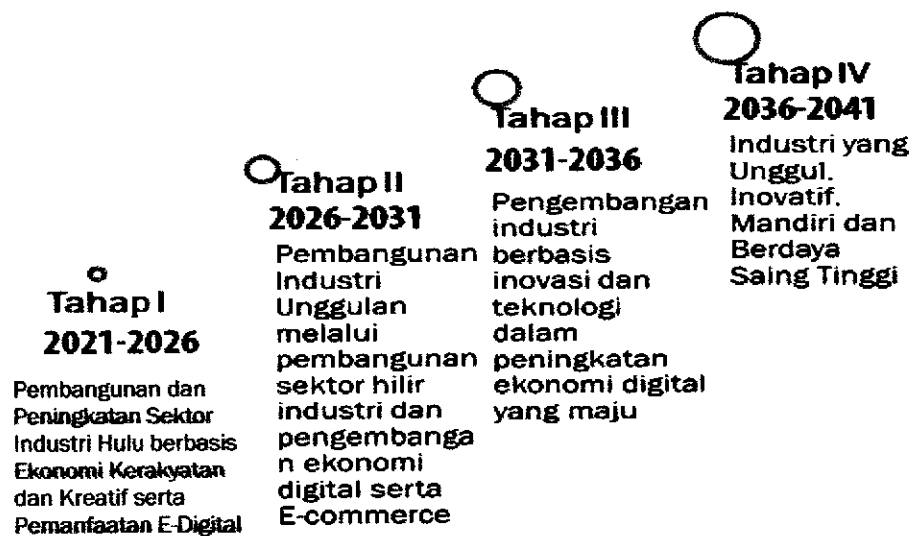 Tahap I
2021-2026
Pembangunan dan
Peningkatan Sektor
Industri Hulu berbasis
Ekonomi Kerakyatan
dan Kreatif serta
Pemanfaatan E-Digital
Tahap II
2026-2031
Pembangunan
Industri
Unggulan
melalui
pembangunan
sektor hilir
industri dan
pengembanga
n ekonomi
digital serta
E-commerce
Tahap III
2031-2036
Pengembangan
industri
berbasis
inovasi dan
teknologi
dalam
peningkatan
ekonomi digital
yang maju
Tahap IV
2036-2041
Industri yang
Unggul.
Inovatif.
Mandiri dan
Berdaya
Saing Tinggi